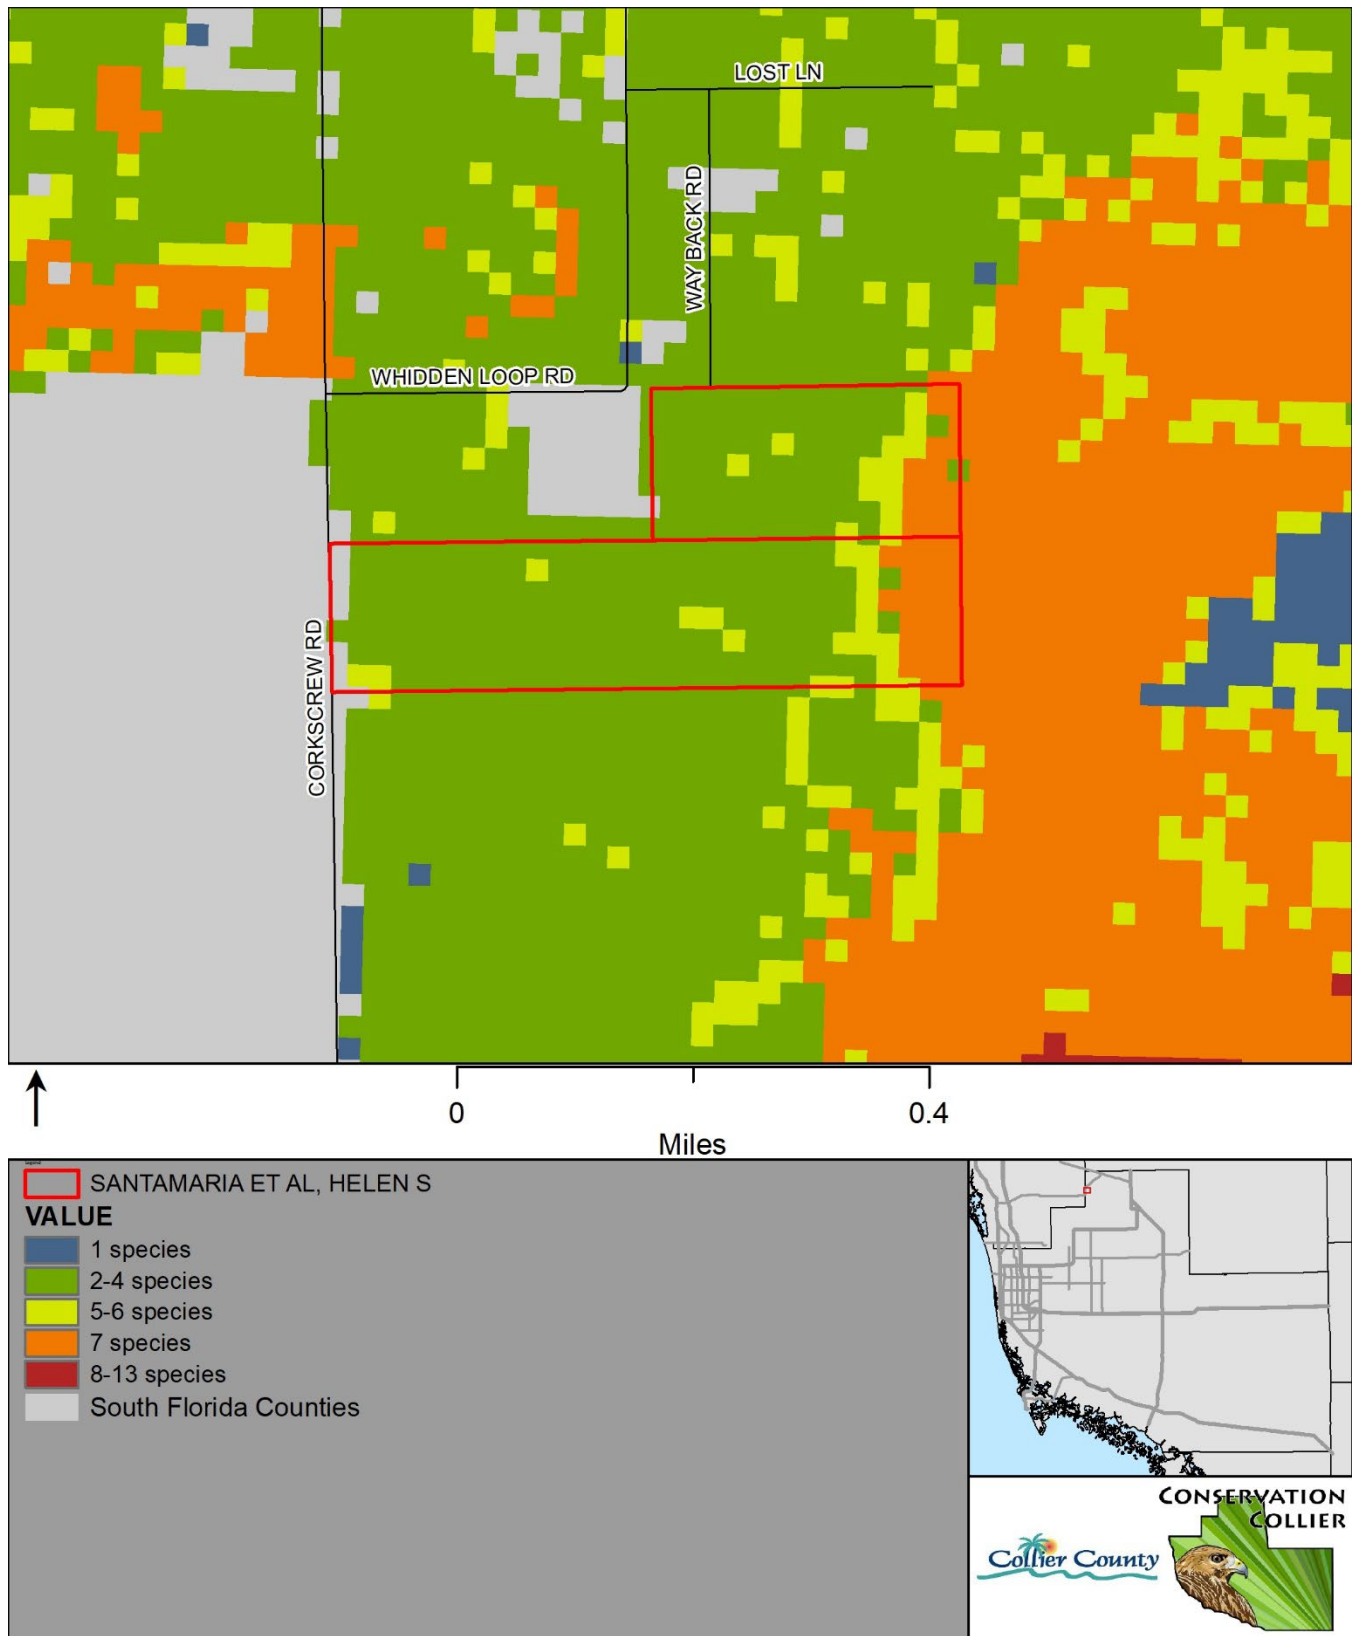 LOST LN
WAY BACK RD
WHIDDEN LOOP RD
CORKSCREW RD
0 0.4
Miles
SANTAMARIA ET AL, HELEN S
VALUE
1 species
2-4 species
5-6 species
7 species
8-13 species
South Florida Counties
CONSERVATION
COLLIER
Collier County